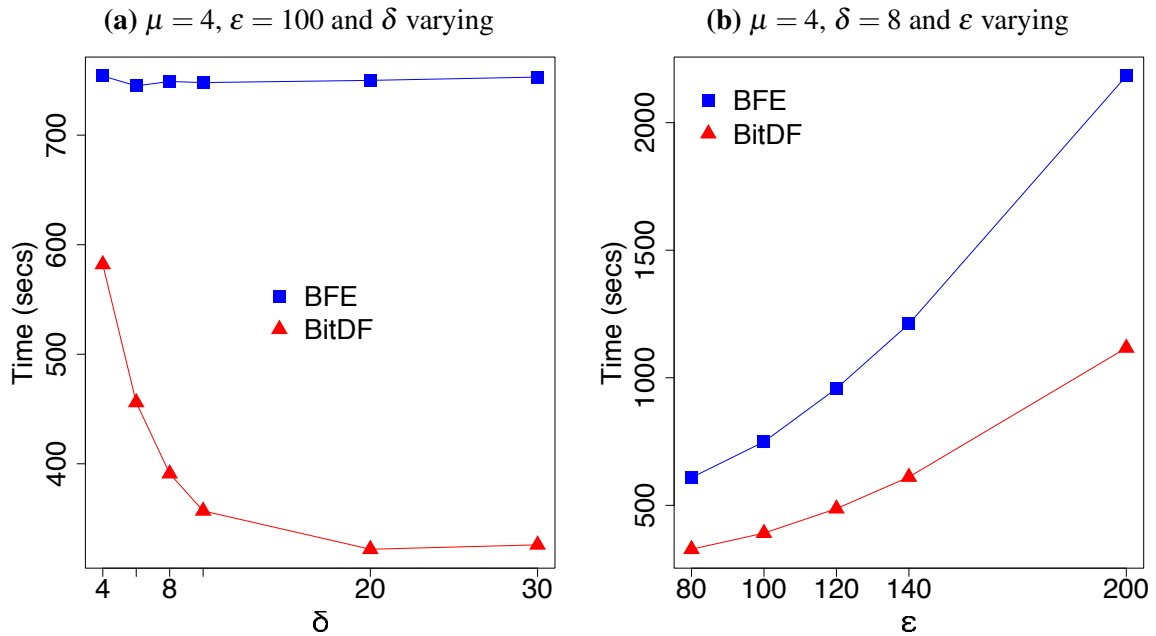 (a) μ = 4, ε = 100 and δ varying
700
600
500
400
Time (secs)
BFE
BitDF
4
8
20
30
δ
(b) μ = 4, δ = 8 and ε varying
BFE
BitDF
2000
1500
1000
500
Time (secs)
80
100
120
140
200
ε